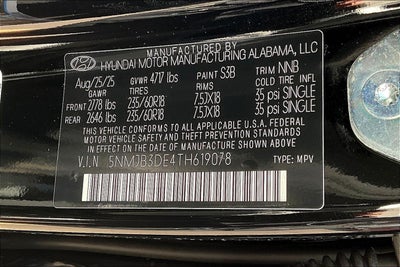 HYUNDAI MOTOR MANUFACTURING ALABAMA, LLC
Aug/25/25 GVWR 4717 lbs PAINT S3B TRIM NNB
GAWR TIRES RIMS COLD TIRE INFL
FRONT 2778 lbs 235/60R18 7.5JX18 35 psi SINGLE
REAR 2646 lbs 235/60R18 7.5JX18 35 psi SINGLE
THIS VEHICLE CONFORMS TO ALL APPLICABLE U.S.A. FEDERAL
MOTOR VEHICLE SAFETY AND THEFT PREVENTION STANDARDS
IN EFFECT ON THE DATE OF MANUFACTURE SHOWN ABOVE.
V.I.N 5NMJB3DE4TH619078 TYPE: MPV